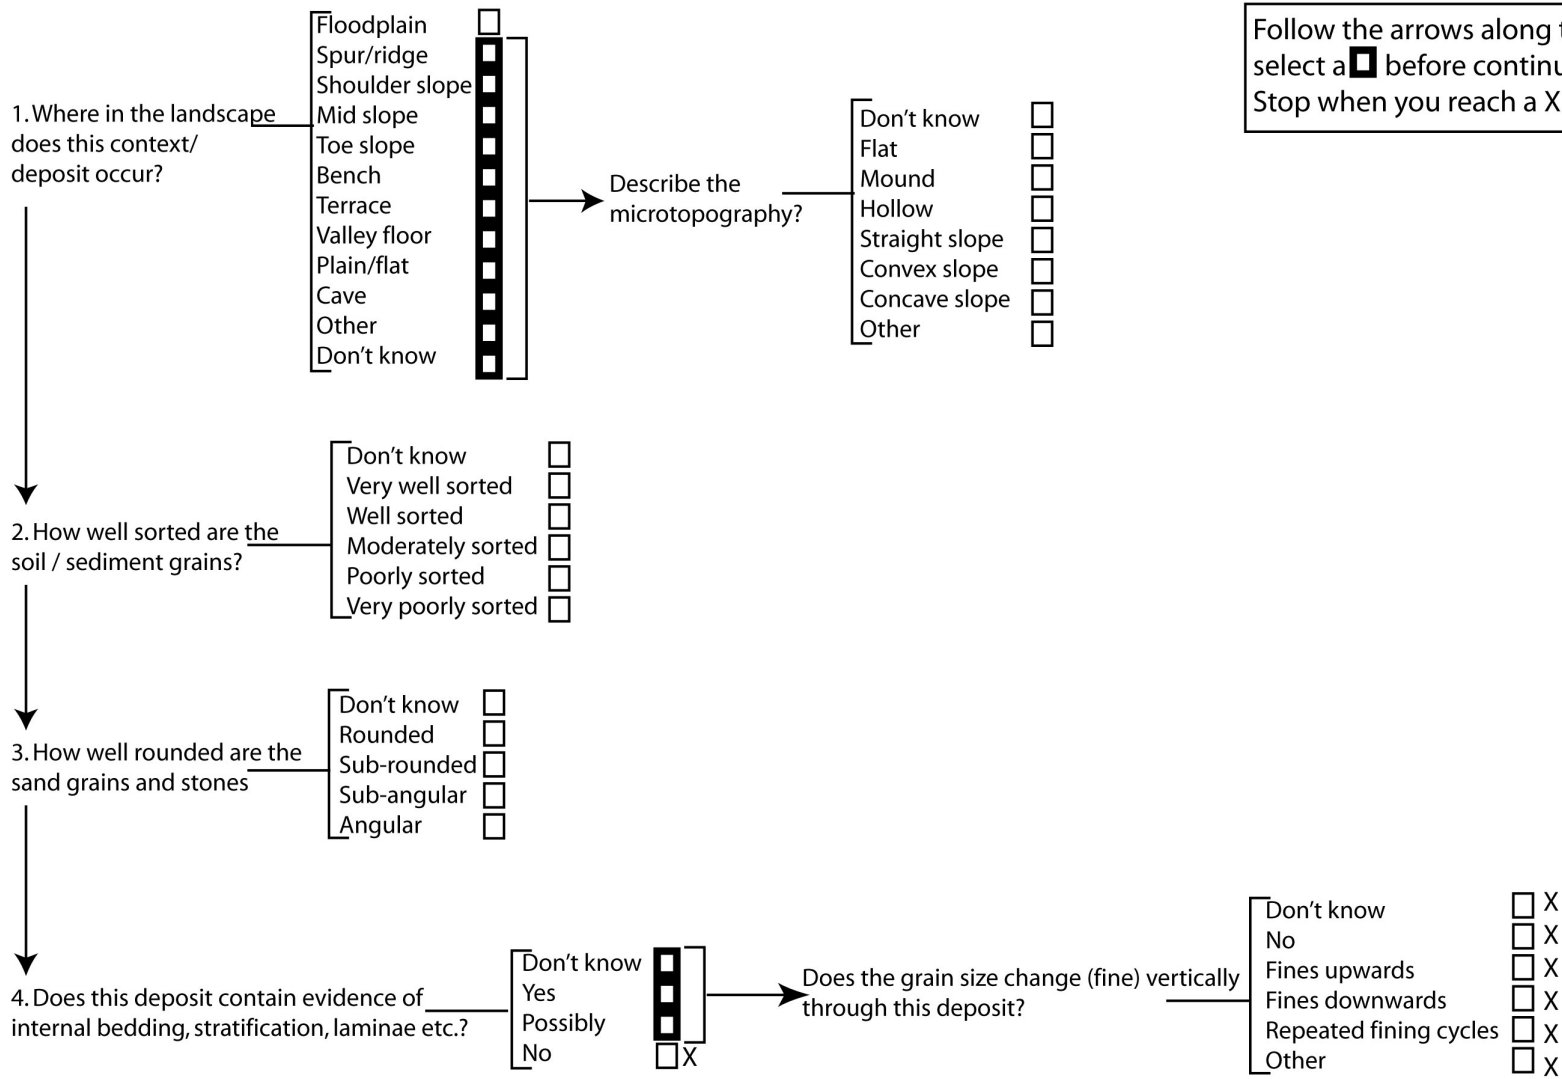 1. Where in the landscape
does this context/
deposit occur?
Floodplain
Spur/ridge
Shoulder slope
Mid slope
Toe slope
Bench
Terrace
Valley floor
Plain/flat
Cave
Other
Don't know
Describe the
microtopography?
Don't know
Flat
Mound
Hollow
Straight slope
Convex slope
Concave slope
Other
Follow the arrows along
select a before
Stop when you reach a X
2. How well sorted are the
soil / sediment grains?
Don't know
Very well sorted
Well sorted
Moderately sorted
Poorly sorted
Very poorly sorted
3. How well rounded are the
sand grains and stones
Don't know
Rounded
Sub-rounded
Sub-angular
Angular
4. Does this deposit contain evidence of
internal bedding, stratification, laminae etc.?
Don't know
Yes
Possibly
No X
Does the grain size change (fine) vertically
through this deposit?
Don't know X
No X
Fines upwards X
Fines downwards X
Repeated fining cycles X
Other X